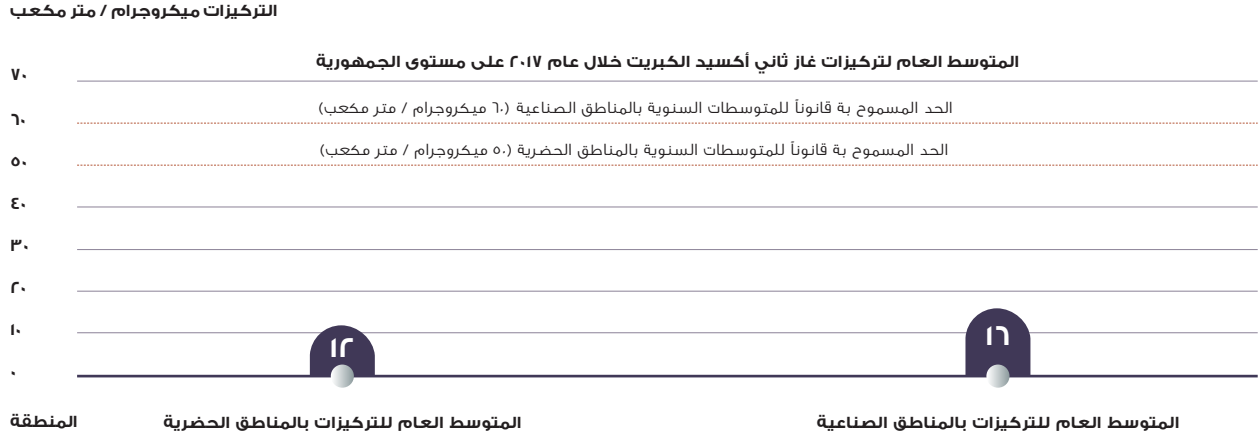 التركيزات ميكروجرام / متر مكعب
المتوسط العام لتركيزات غاز ثاني أكسيد الكبريت خلال عام ٢٠١٧ على مستوى الجمهورية
٧٠
الحد المسموح بة قانوناً للمتوسطات السنوية بالمناطق الصناعية (٦٠ ميكروجرام / متر مكعب)
٦٠
الحد المسموح بة قانوناً للمتوسطات السنوية بالمناطق الحضرية (٥٠ ميكروجرام / متر مكعب)
٥٠
٤٠
٣٠
٢٠
١٠
٠
١٦
١٢
المتوسط العام للتركيزات بالمناطق الصناعية
المتوسط العام للتركيزات بالمناطق الحضرية
المنطقة